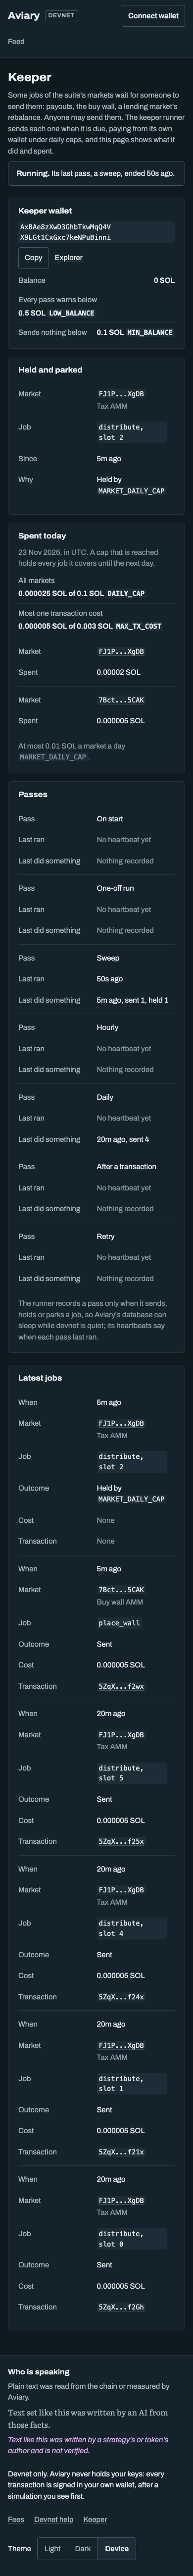 Aviary DEVNET Connect wallet
Feed
Keeper
Some jobs of the suite's markets wait for someone to
send them: payouts, the buy wall, a lending market's
rebalance. Anyone may send them. The keeper runner
sends each one when it is due, paying from its own
wallet under daily caps, and this page shows what it
did and spent.
Running. Its last pass, a sweep, ended 50s ago.
Keeper wallet
AxBAe8zXwD3GhbTkwMqQ4V
X9LGt1CxGxc7keNPuBinni
Copy Explorer
Balance 0 SOL
Every pass warns below
0.5 SOL LOW_BALANCE
Sends nothing below 0.1 SOL MIN_BALANCE
Held and parked
Market FJ1P...XgDB
Tax AMM
Job distribute,
slot 2
Since 5m ago
Why Held by
MARKET_DAILY_CAP
Spent today
23 Nov 2026, in UTC. A cap that is reached
holds every job it covers until the next day.
All markets
0.000025 SOL of 0.1 SOL DAILY_CAP
Most one transaction cost
0.000005 SOL of 0.003 SOL MAX_TX_COST
Market FJ1P...XgDB
Spent 0.00002 SOL
Market 7Bct...5CAK
Spent 0.000005 SOL
At most 0.01 SOL a market a day
MARKET_DAILY_CAP.
Passes
Pass On start
Last ran No heartbeat yet
Last did something Nothing recorded
Pass One-off run
Last ran No heartbeat yet
Last did something Nothing recorded
Pass Sweep
Last ran 50s ago
Last did something 5m ago, sent 1, held 1
Pass Hourly
Last ran No heartbeat yet
Last did something Nothing recorded
Pass Daily
Last ran No heartbeat yet
Last did something 20m ago, sent 4
Pass After a transaction
Last ran No heartbeat yet
Last did something Nothing recorded
Pass Retry
Last ran No heartbeat yet
Last did something Nothing recorded
The runner records a pass only when it sends,
holds or parks a job, so Aviary's database can
sleep while devnet is quiet; its heartbeats say
when each pass last ran.
Latest jobs
When 5m ago
Market FJ1P...XgDB
Tax AMM
Job distribute,
slot 2
Outcome Held by
MARKET_DAILY_CAP
Cost None
Transaction None
When 5m ago
Market 7Bct...5CAK
Buy wall AMM
Job place_wall
Outcome Sent
Cost 0.000005 SOL
Transaction 5ZqX...f2wx
When 20m ago
Market FJ1P...XgDB
Tax AMM
Job distribute,
slot 5
Outcome Sent
Cost 0.000005 SOL
Transaction 5ZqX...f25x
When 20m ago
Market FJ1P...XgDB
Tax AMM
Job distribute,
slot 4
Outcome Sent
Cost 0.000005 SOL
Transaction 5ZqX...f24x
When 20m ago
Market FJ1P...XgDB
Tax AMM
Job distribute,
slot 1
Outcome Sent
Cost 0.000005 SOL
Transaction 5ZqX...f21x
When 20m ago
Market FJ1P...XgDB
Tax AMM
Job distribute,
slot 0
Outcome Sent
Cost 0.000005 SOL
Transaction 5ZqX...f2Gh
Who is speaking
Plain text was read from the chain or measured by
Aviary.
Text set like this was written by an AI from
those facts.
Text like this was written by a strategy's or token's
author and is not verified.
Devnet only. Aviary never holds your keys: every
transaction is signed in your own wallet, after a
simulation you see first.
Fees Devnet help Keeper
Theme Light Dark Device